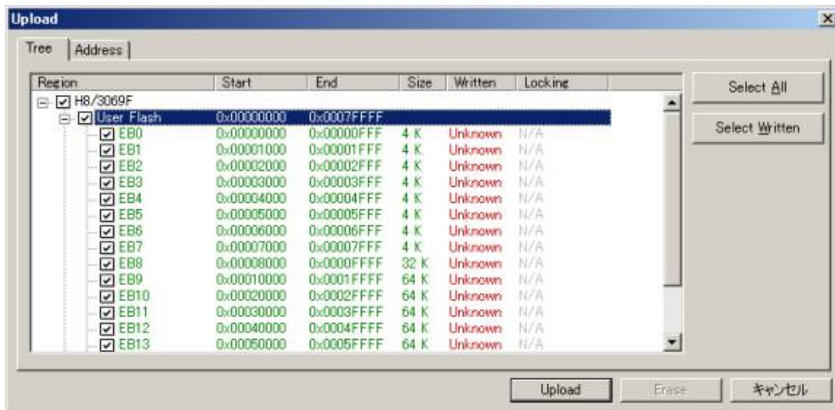 Upload
Tree Address
Region Start End Size Written Locking
H8/3069F
User Flash 0x00000000 0x0007FFFF
EB0 0x00000000 0x00000FFF 4 K Unknown N/A
EB1 0x00001000 0x00001FFF 4 K Unknown N/A
EB2 0x00002000 0x00002FFF 4 K Unknown N/A
EB3 0x00003000 0x00003FFF 4 K Unknown N/A
EB4 0x00004000 0x00004FFF 4 K Unknown N/A
EB5 0x00005000 0x00005FFF 4 K Unknown N/A
EB6 0x00006000 0x00006FFF 4 K Unknown N/A
EB7 0x00007000 0x00007FFF 4 K Unknown N/A
EB8 0x00008000 0x0000FFFF 32 K Unknown N/A
EB9 0x00010000 0x0001FFFF 64 K Unknown N/A
EB10 0x00020000 0x0002FFFF 64 K Unknown N/A
EB11 0x00030000 0x0003FFFF 64 K Unknown N/A
EB12 0x00040000 0x0004FFFF 64 K Unknown N/A
EB13 0x00050000 0x0005FFFF 64 K Unknown N/A
Select All
Select Written
Upload Erase キャンセル